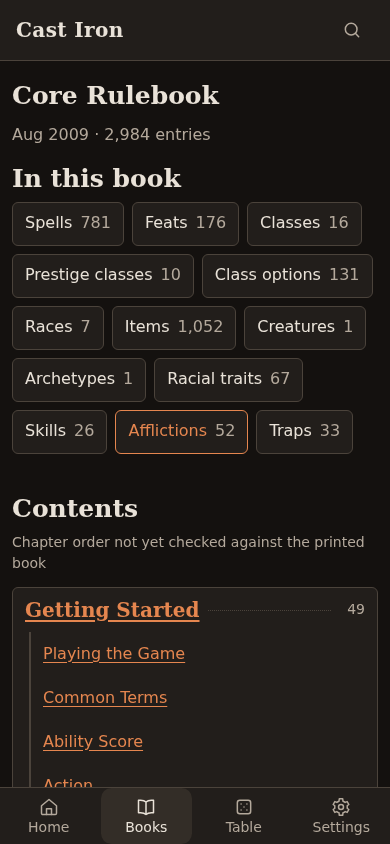 Cast Iron
Core Rulebook
Aug 2009 · 2,984 entries
In this book
Spells 781 Feats 176 Classes 16
Prestige classes 10 Class options 131
Races 7 Items 1,052 Creatures 1
Archetypes 1 Racial traits 67
Skills 26 Afflictions 52 Traps 33
Contents
Chapter order not yet checked against the printed
book
Getting Started 49
Playing the Game
Common Terms
Ability Score
Action
Home Books Table Settings